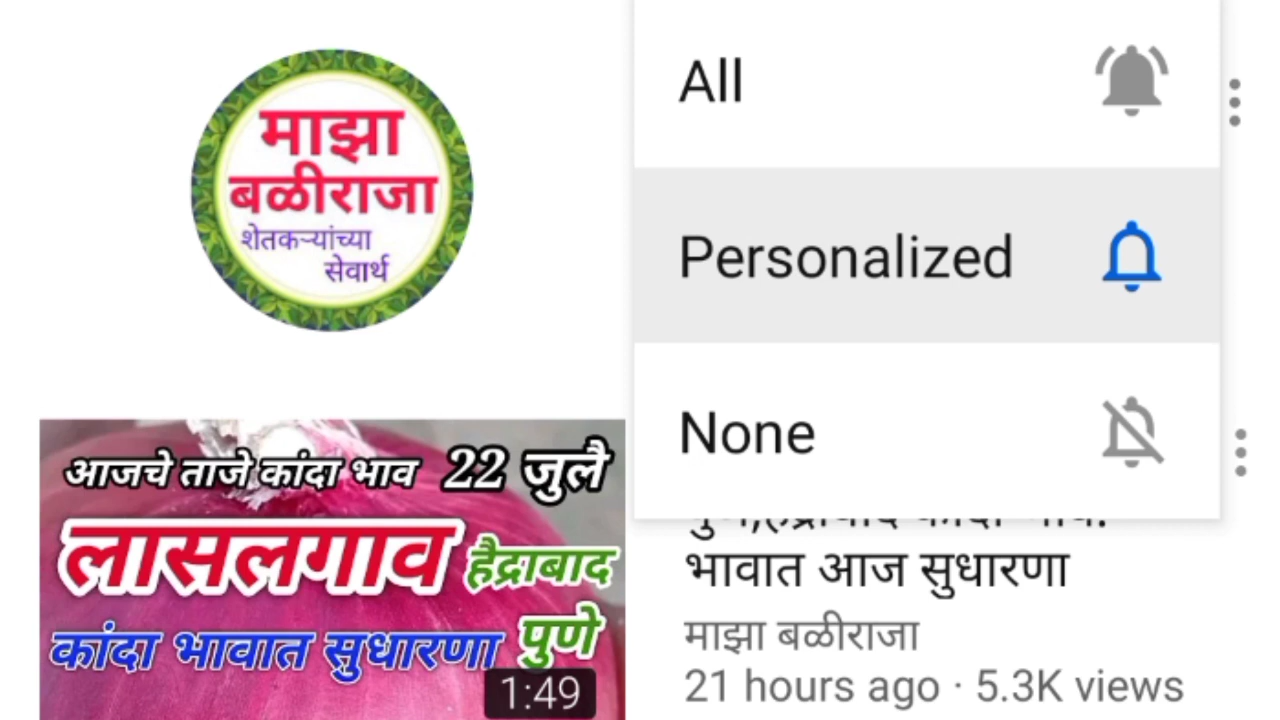 माझा
बळीराजा
शेतकऱ्यांच्या
सेवार्थ
All
Personalized
None
आजचे ताजे कांदा भाव 22 जुलै
लासलगाव हैद्राबाद
कांदा भावात सुधारणा पुणे
1:49
भावात आज सुधारणा
माझा बळीराजा
21 hours ago · 5.3K views